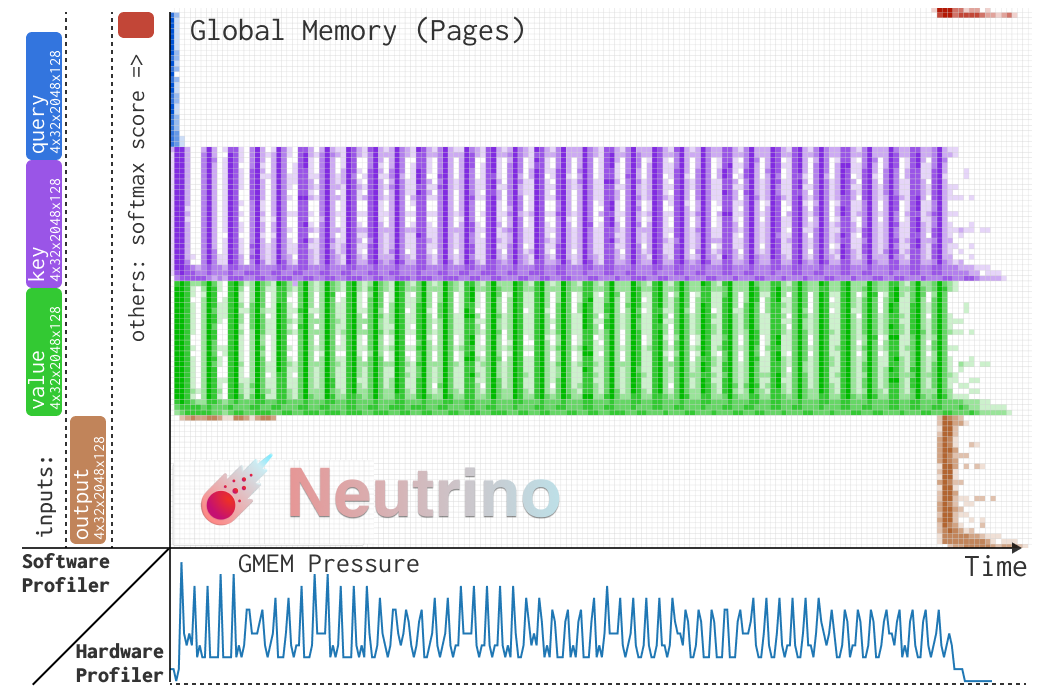 Global Memory (Pages)
query
4x32x2048x128
key
4x32x2048x128
value
4x32x2048x128
inputs:
output
4x32x2048x128
others: softmax score =>
Neutrino
Time
Software
Profiler
Hardware
Profiler
GMEM Pressure